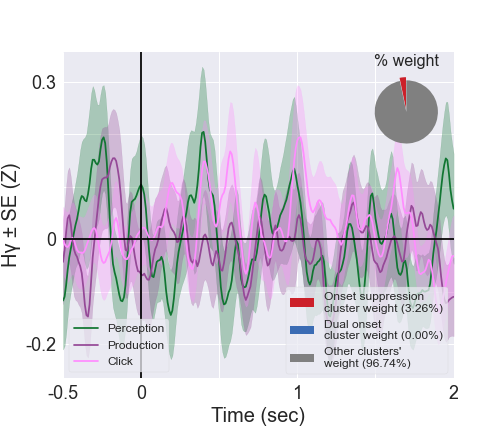 % weight
0.3
0
-0.2
Hγ ± SE (Z)
Perception
Production
Click
Onset suppression
cluster weight (3.26%)
Dual onset
cluster weight (0.00%)
Other clusters'
weight (96.74%)
-0.5
0
1
2
Time (sec)